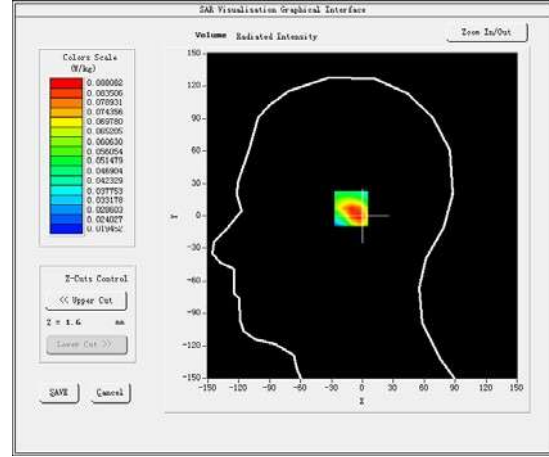 SAR Visualisation Graphical Interface
Volume Radiated Intensity
Zoom In/Out
Colors Scale
(W/kg)
0.088082
0.083506
0.078931
0.074356
0.069780
0.065205
0.060630
0.056054
0.051479
0.046904
0.042329
0.037753
0.033178
0.028603
0.024027
0.019452
Z-Cuts Control
<< Upper Cut
Z = 1.6 mm
Lower Cut >>
SAVE Cancel
150
120
90
60
30
0
-30
-60
-90
-120
-150
Y
-150 -120 -90 -60 -30 0 30 60 90 120 150
X